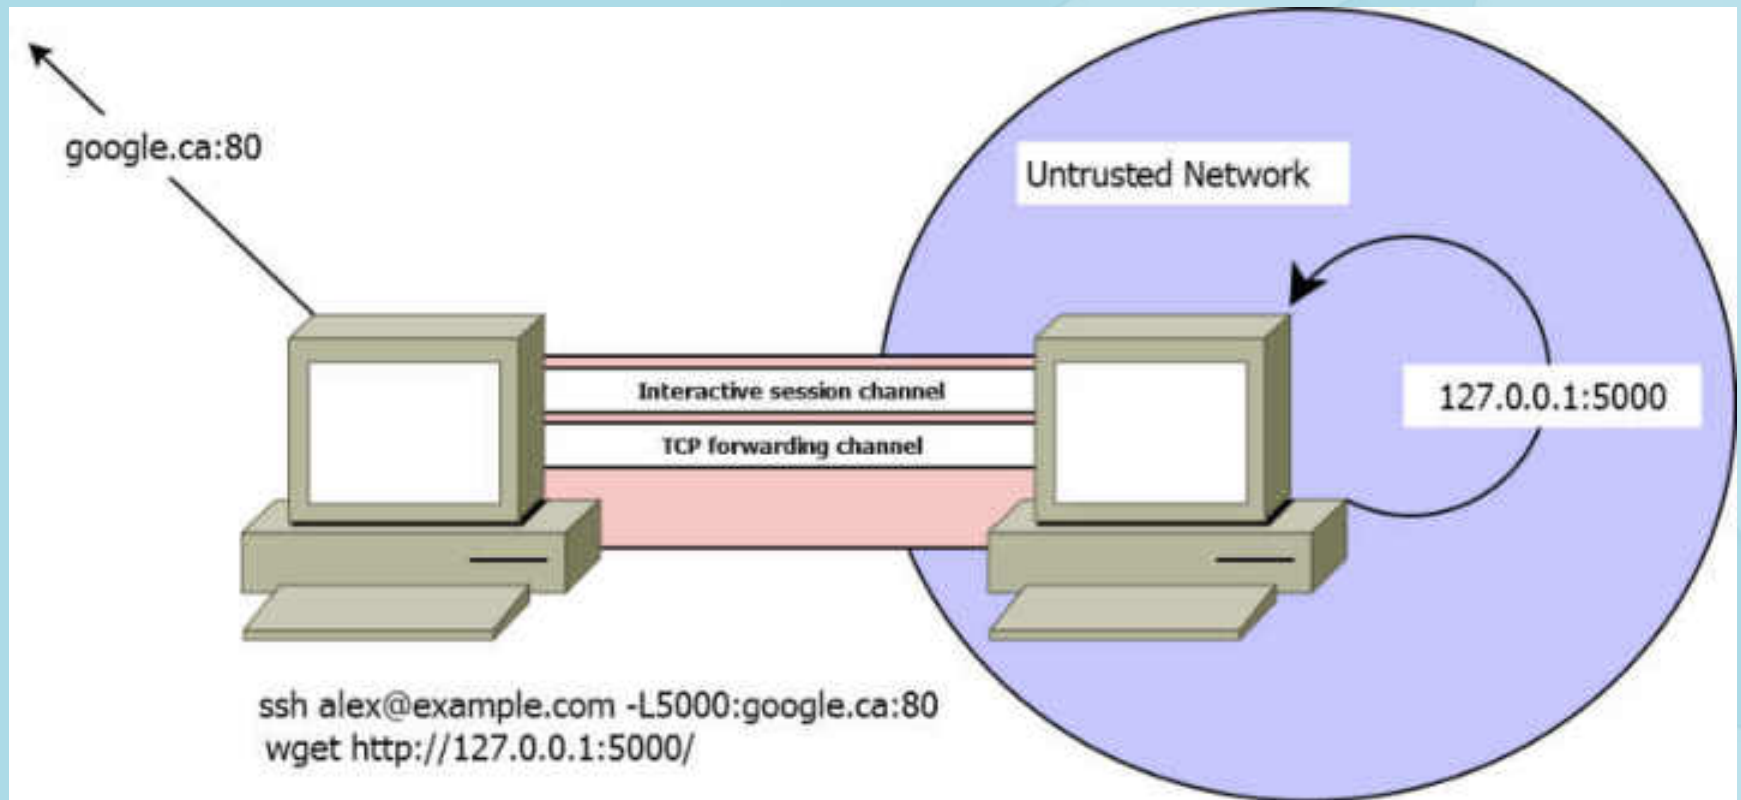 google.ca:80
Untrusted Network
Interactive session channel
127.0.0.1:5000
TCP forwarding channel
ssh alex@example.com -L5000:google.ca:80
wget http://127.0.0.1:5000/